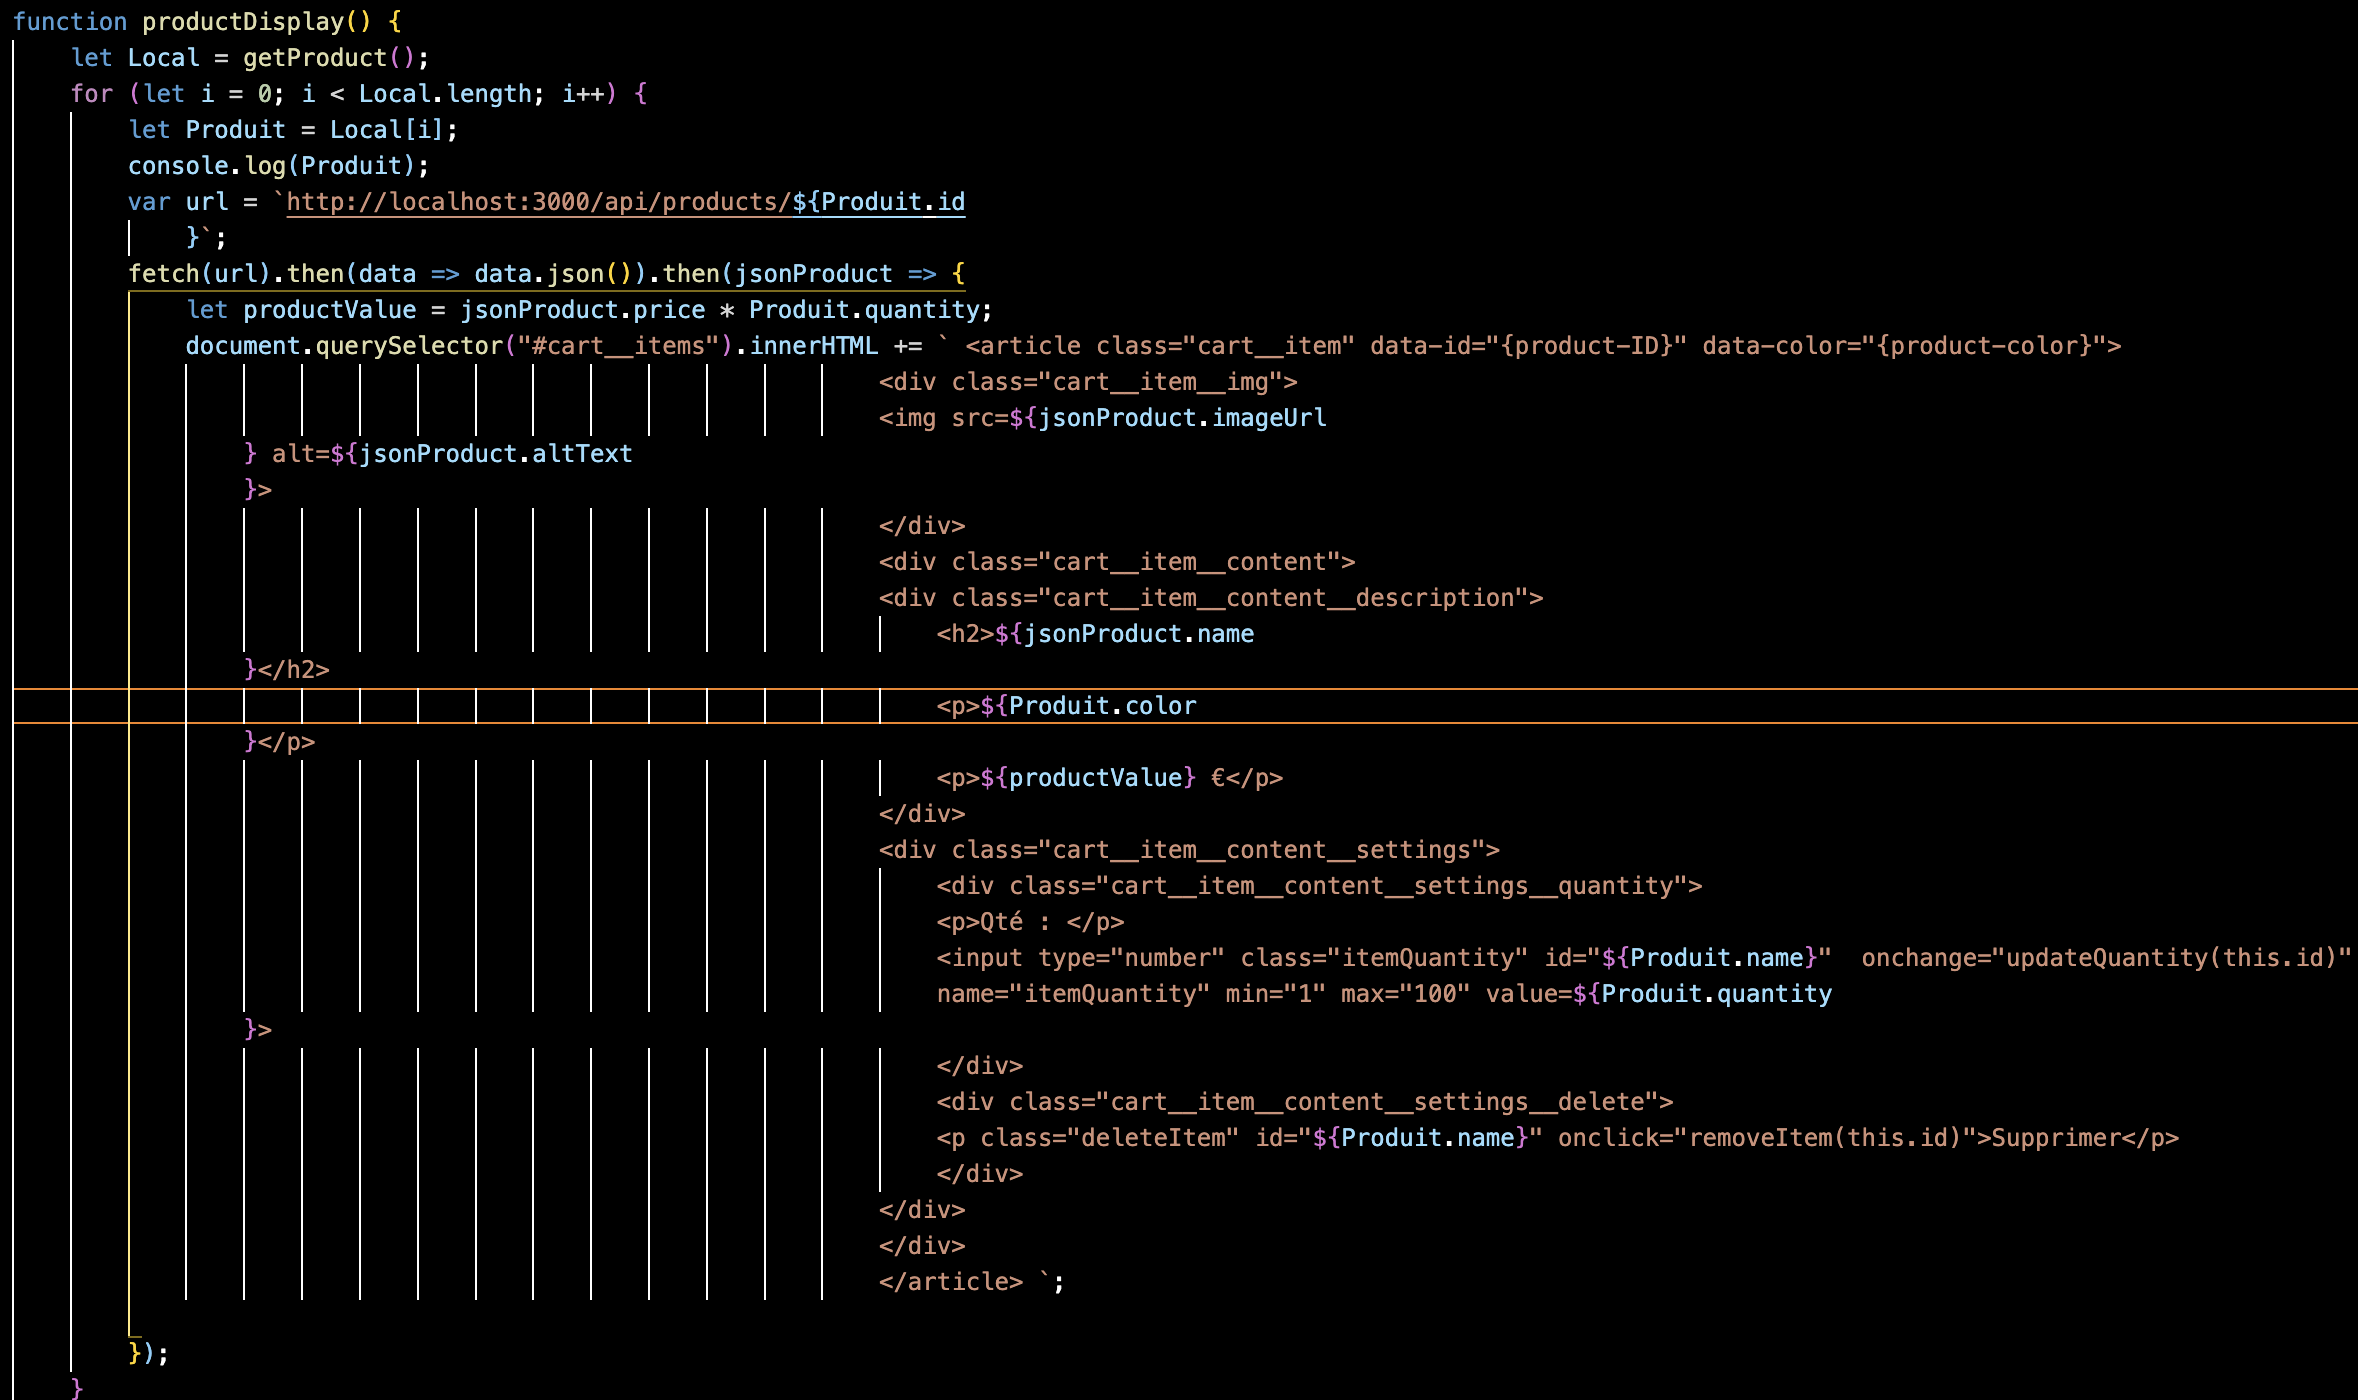 function productDisplay() {
let Local = getProduct();
for (let i = 0; i < Local.length; i++) {
let Produit = Local[i];
console.log(Produit);
var url = `http://localhost:3000/api/products/${Produit.id
}`;
fetch(url).then(data => data.json()).then(jsonProduct => {
let productValue = jsonProduct.price * Produit.quantity;
document.querySelector("#cart__items").innerHTML += ` <article class="cart__item" data-id="{product-ID}" data-color="{product-color}">
<div class="cart__item__img">
<img src=${jsonProduct.imageUrl
} alt=${jsonProduct.altText
}>
</div>
<div class="cart__item__content">
<div class="cart__item__content__description">
<h2>${jsonProduct.name
}</h2>
<p>${Produit.color
}</p>
<p>${productValue} €</p>
</div>
<div class="cart__item__content__settings">
<div class="cart__item__content__settings__quantity">
<p>Qté : </p>
<input type="number" class="itemQuantity" id="${Produit.name}"  onchange="updateQuantity(this.id)"
name="itemQuantity" min="1" max="100" value=${Produit.quantity
}>
</div>
<div class="cart__item__content__settings__delete">
<p class="deleteItem" id="${Produit.name}" onclick="removeItem(this.id)">Supprimer</p>
</div>
</div>
</div>
</article> `;
});
}